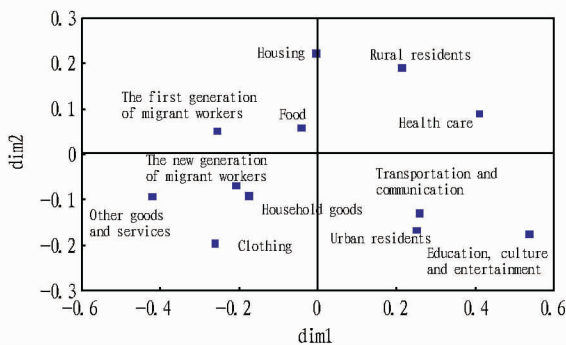 0.3
0.2
0.1
0
-0.1
-0.2
-0.3
dim2
Housing
Rural residents
The first generation
of migrant workers
Food
Health care
The new generation
of migrant workers
Transportation and
communication
Other goods
and services
Household goods
Clothing
Urban residents
Education, culture
and entertainment
-0.6
-0.4
-0.2
0
0.2
0.4
0.6
dim1